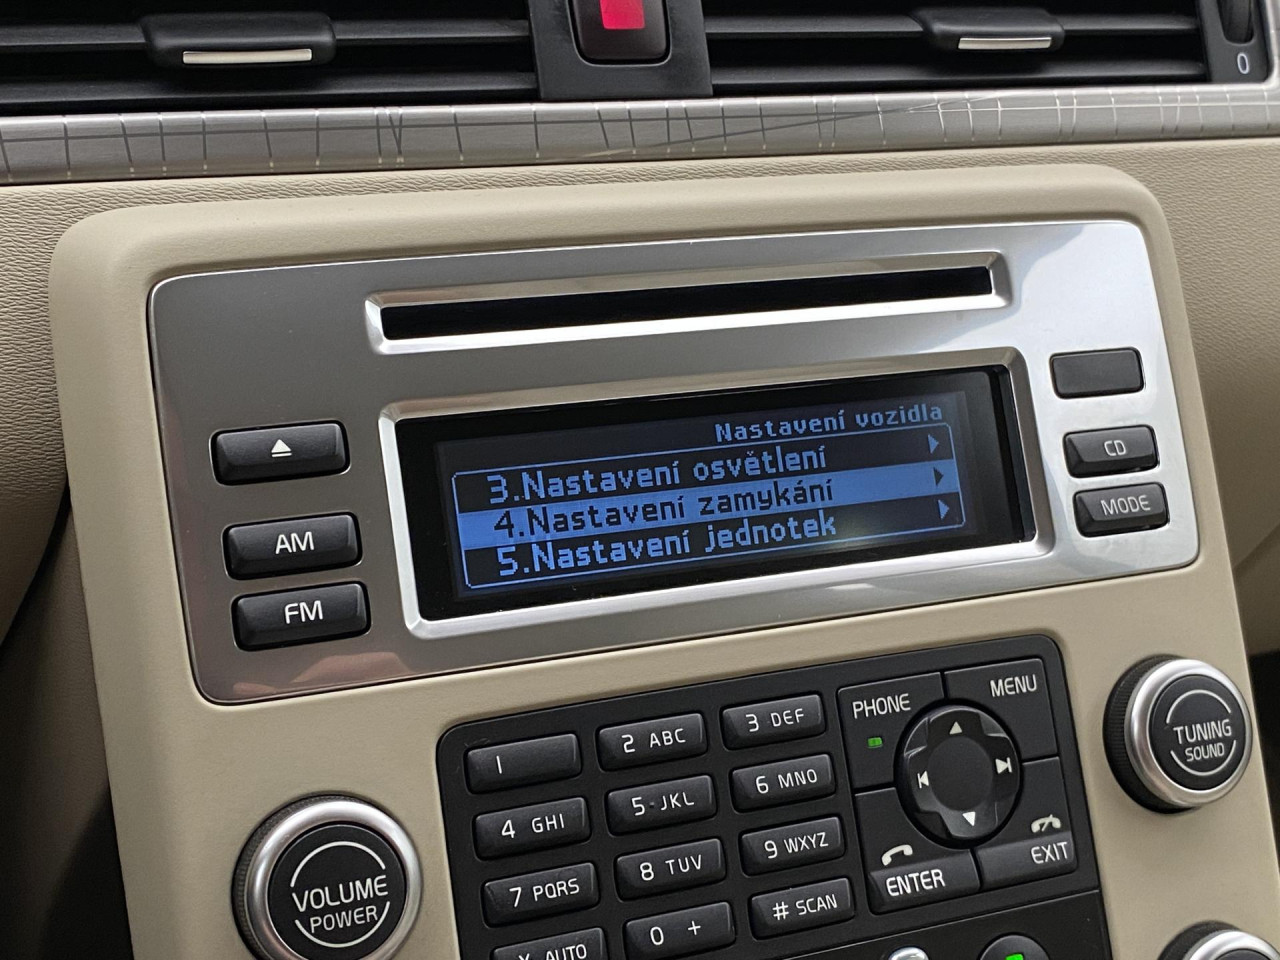 0
Nastavení vozidla
3.Nastavení osvětlení
4.Nastavení zamykání
5.Nastavení jednotek
CD
MODE
AM
FM
PHONE
MENU
1
2 ABC
3 DEF
4 GHI
5 JKL
6 MNO
7 PQRS
8 TUV
9 WXYZ
AUTO
0 +
# SCAN
ENTER
EXIT
VOLUME
POWER
TUNING
SOUND